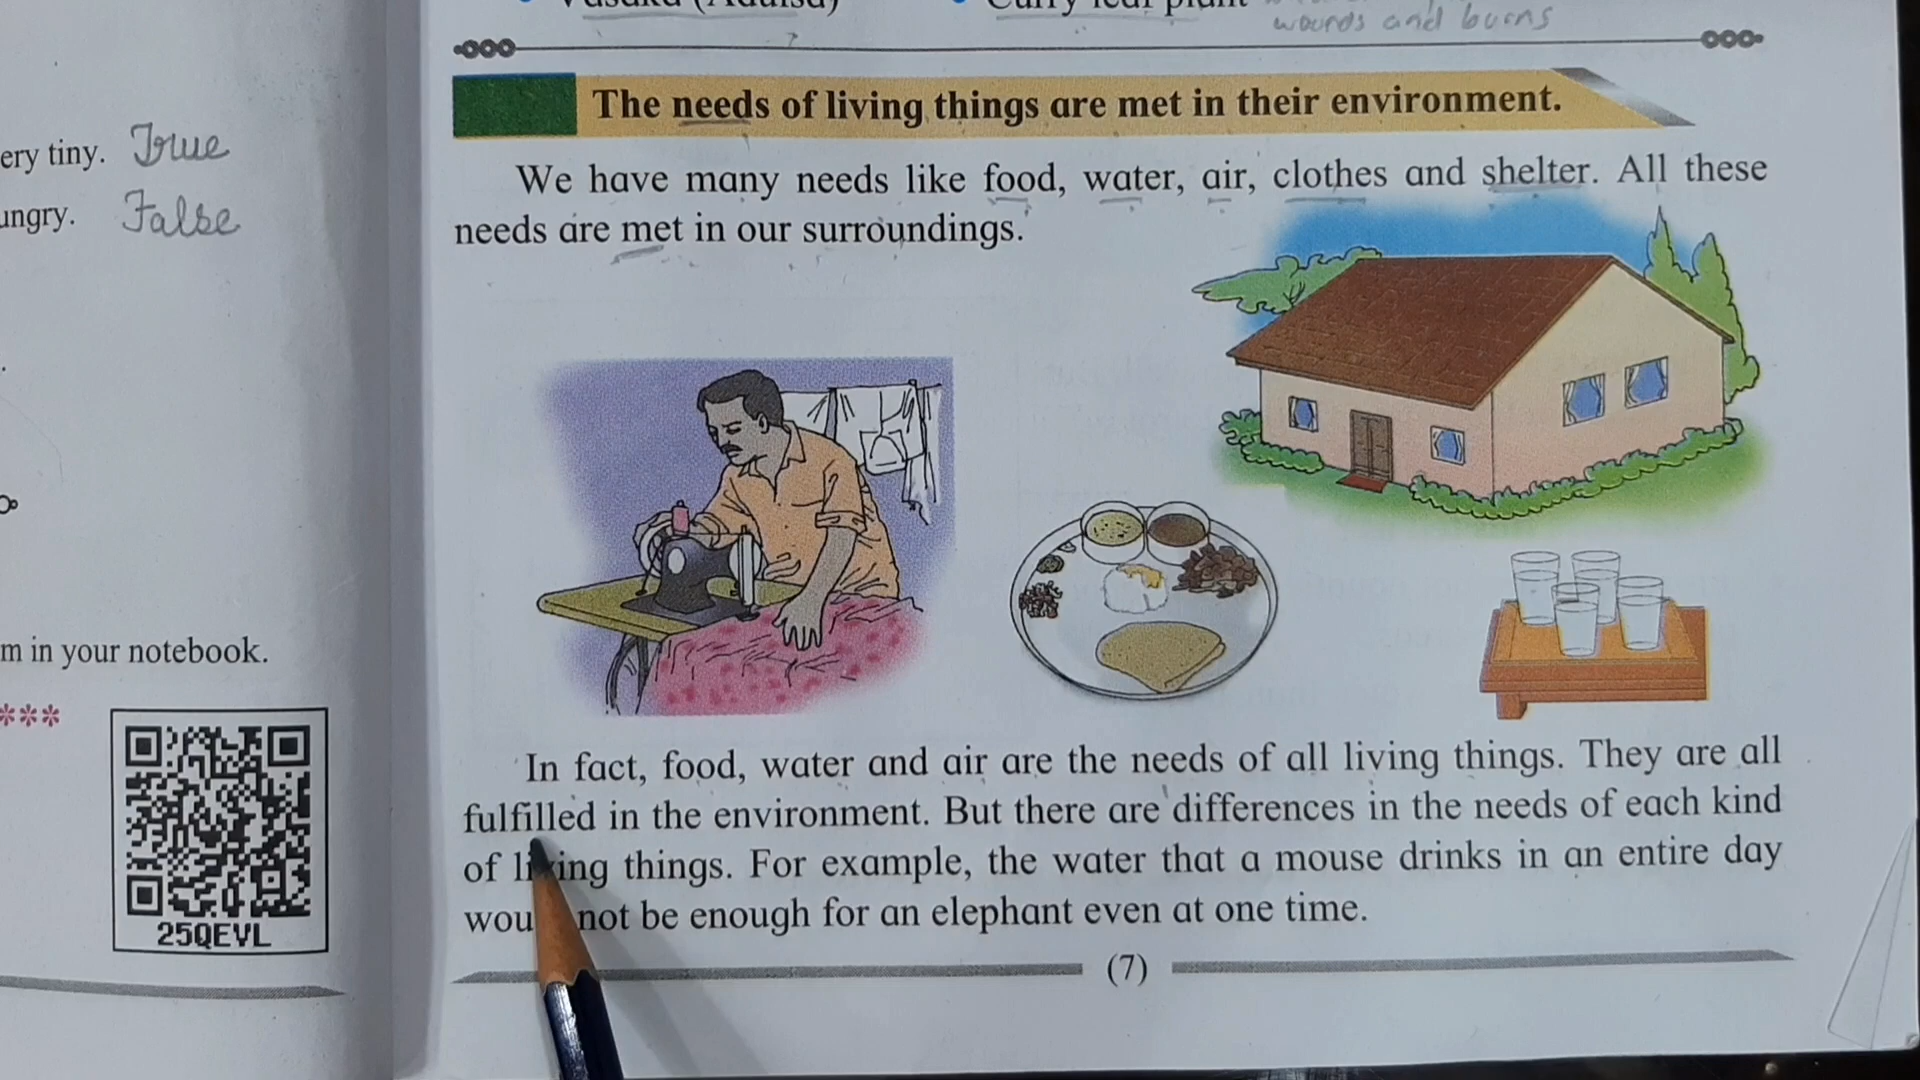 ery tiny. True
ungry. False
m in your notebook.
***
25QEVL
wounds and burns
The needs of living things are met in their environment.
We have many needs like food, water, air, clothes and shelter. All these
needs are met in our surroundings.
In fact, food, water and air are the needs of all living things. They are all
fulfilled in the environment. But there are differences in the needs of each kind
of living things. For example, the water that a mouse drinks in an entire day
wou not be enough for an elephant even at one time.
(7)